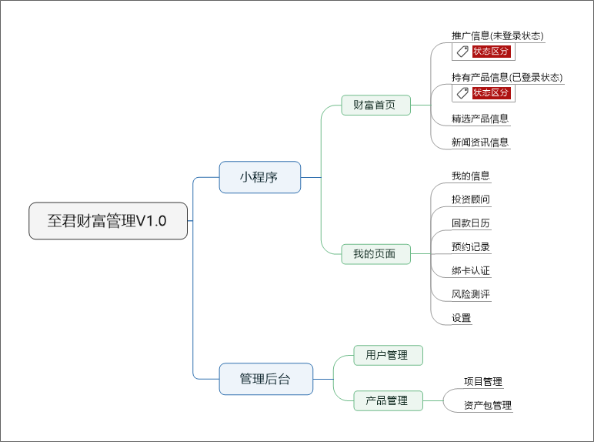 推广信息(未登录状态)
状态区分
持有产品信息(已登录状态)
状态区分
财富首页
精选产品信息
新闻资讯信息
小程序
我的信息
投资顾问
至君财富管理V1.0
回款日历
预约记录
我的页面
绑卡认证
风险测评
设置
用户管理
管理后台
项目管理
产品管理
资产包管理